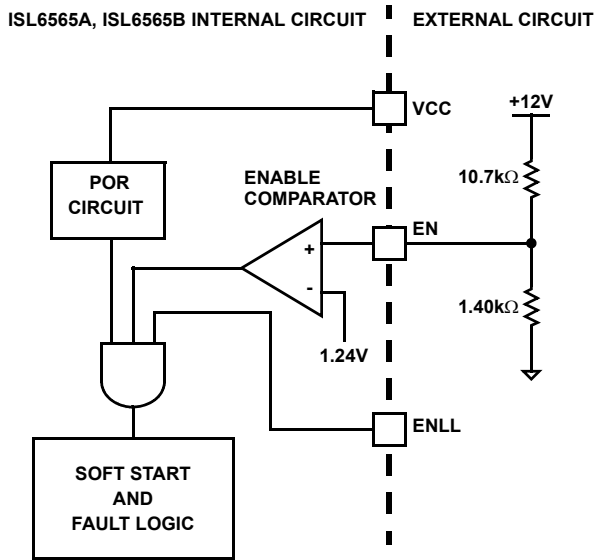 ISL6565A, ISL6565B INTERNAL CIRCUIT
EXTERNAL CIRCUIT
VCC
+12V
POR
CIRCUIT
ENABLE
COMPARATOR
10.7kΩ
EN
+
-
1.40kΩ
1.24V
ENLL
SOFT START
AND
FAULT LOGIC